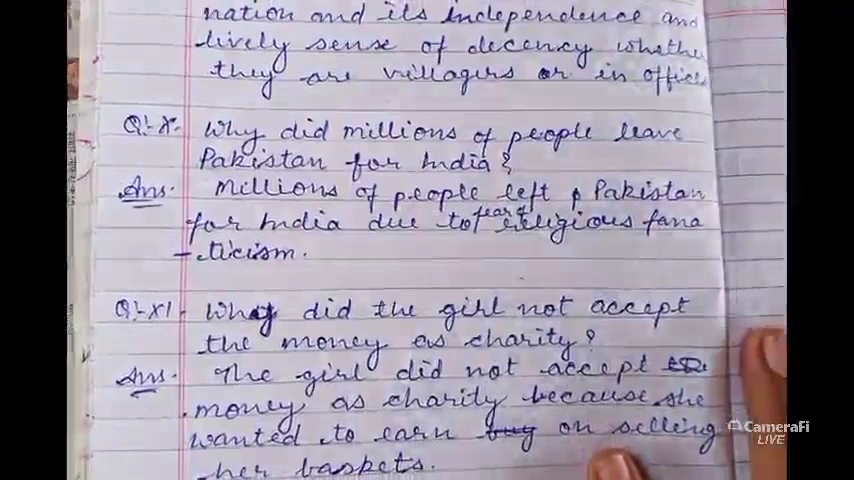 nation and its independence and
lively sense of decency whether
they are villagers or in offices
Q:-X- Why did millions of people leave
Pakistan for India?
Ans. Millions of people left Pakistan
for India due to fear of religious fana
-ticism.
Q:-XI- Why did the girl not accept
the money as charity?
Ans. The girl did not accept
money as charity because she
wanted to earn on selling
her baskets.
CameraFi
LIVE